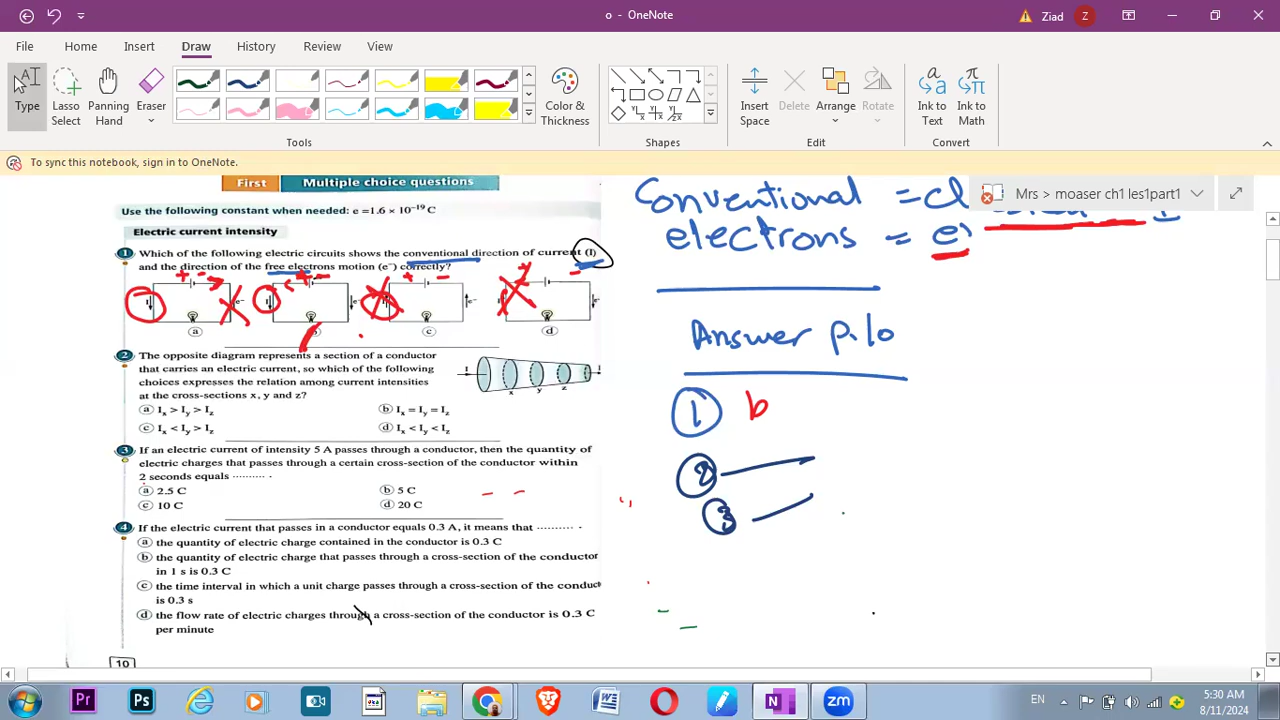 o - OneNote
Ziad Z
File Home Insert Draw History Review View
Type
Lasso Select
Panning Hand
Eraser
Color & Thickness
Insert Space
Delete
Arrange
Rotate
Ink to Text
Ink to Math
Tools
Shapes
Edit
Convert
To sync this notebook, sign in to OneNote.
Mrs > moaser ch1 les1part1
First Multiple choice questions
Use the following constant when needed: e =1.6 × 10⁻¹⁹ C
Electric current intensity
1 Which of the following electric circuits shows the conventional direction of current (I)
and the direction of the free electrons motion (e⁻) correctly?
a b c d
2 The opposite diagram represents a section of a conductor
that carries an electric current, so which of the following
choices expresses the relation among current intensities
at the cross-sections x, y and z?
a Iₓ > Iy > Iz
b Iₓ = Iy = Iz
c Iₓ < Iy > Iz
d Iₓ < Iy < Iz
I x y z I
3 If an electric current of intensity 5 A passes through a conductor, then the quantity of
electric charges that passes through a certain cross-section of the conductor within
2 seconds equals ..........
a 2.5 C
b 5 C
c 10 C
d 20 C
4 If the electric current that passes in a conductor equals 0.3 A, it means that ..........
a the quantity of electric charge contained in the conductor is 0.3 C
b the quantity of electric charge that passes through a cross-section of the conductor
in 1 s is 0.3 C
c the time interval in which a unit charge passes through a cross-section of the conduc
is 0.3 s
d the flow rate of electric charges through a cross-section of the conductor is 0.3 C
per minute
10
Conventional =
electrons = e⁻
Answer p.10
1 b
2
3
EN
5:30 AM
8/11/2024